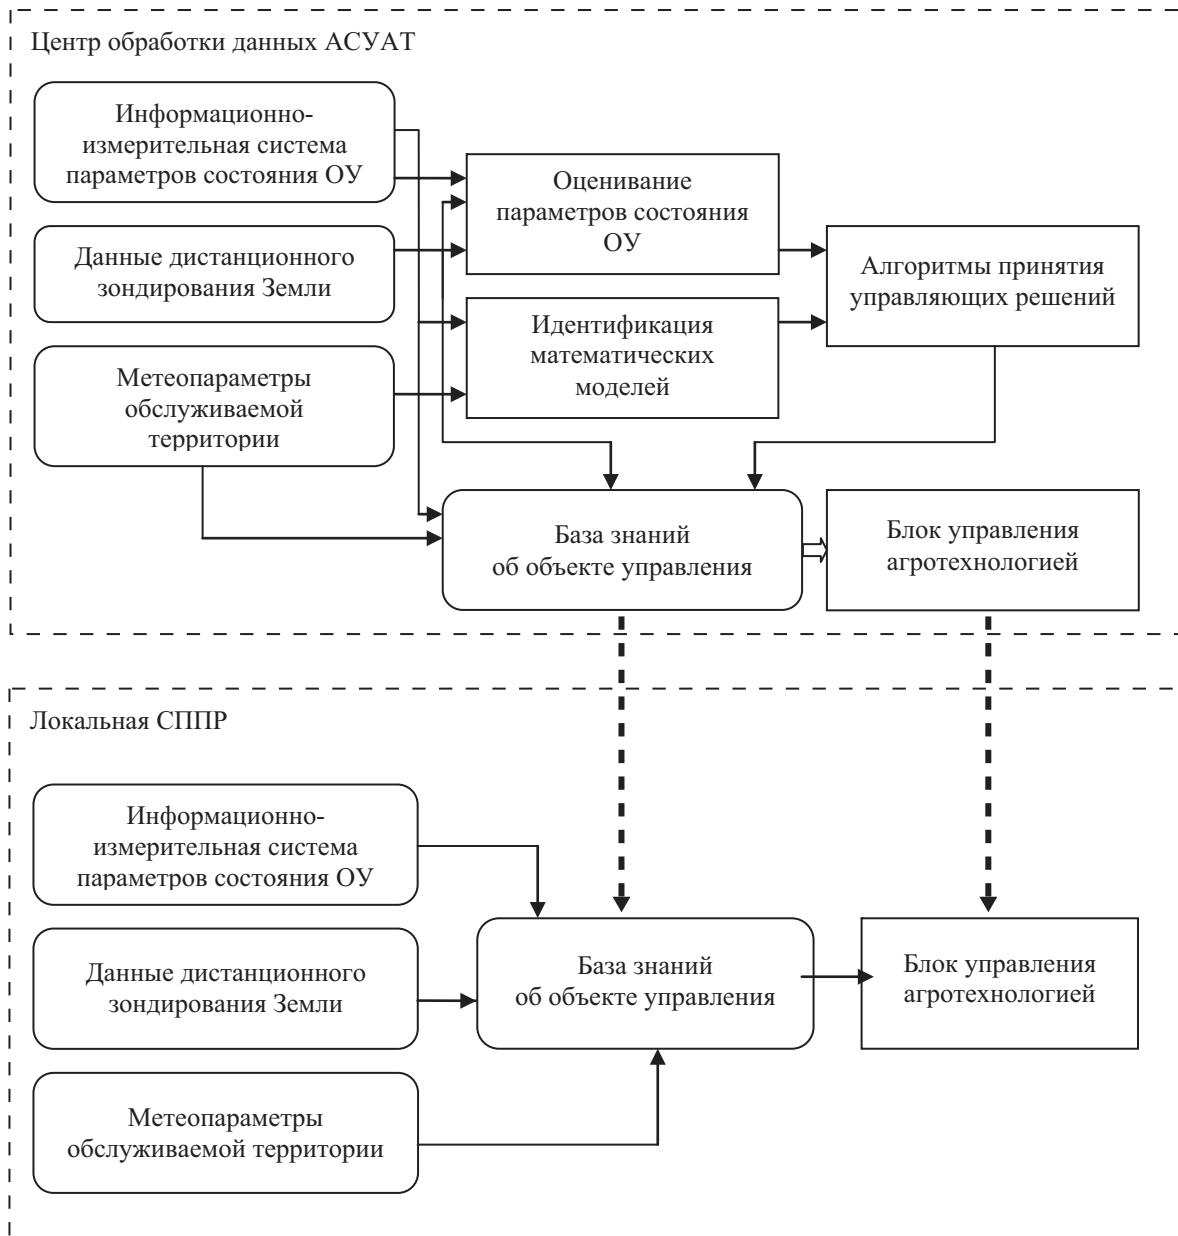 Центр обработки данных АСУАТ
Информационно-
измерительная система
параметров состояния ОУ
Оценивание
параметров состояния
ОУ
Данные дистанционного
зондирования Земли
Алгоритмы принятия
управляющих решений
Идентификация
математических
моделей
Метеопараметры
обслуживаемой
территории
База знаний
об объекте управления
Блок управления
агротехнологией
Локальная СППР
Информационно-
измерительная система
параметров состояния ОУ
Данные дистанционного
зондирования Земли
База знаний
об объекте управления
Блок управления
агротехнологией
Метеопараметры
обслуживаемой территории